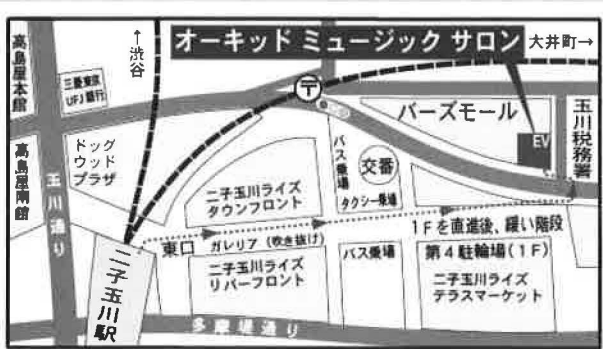 オーキッド ミュージック サロン
大井町→
↑渋谷
高島屋本館
三菱東京
UFJ銀行
高島屋南館
ドッグ
ウッド
プラザ
玉川通り
二子玉川駅
東口
ガレリア (吹き抜け)
二子玉川ライズ
タウンフロント
二子玉川ライズ
リバーフロント
〒
バス乗場
交番
タクシー乗場
バス乗場
バーズモール
EV
玉川税務署
1Fを直進後、緩い階段
第4駐輪場(1F)
二子玉川ライズ
テラスマーケット
多摩堤通り